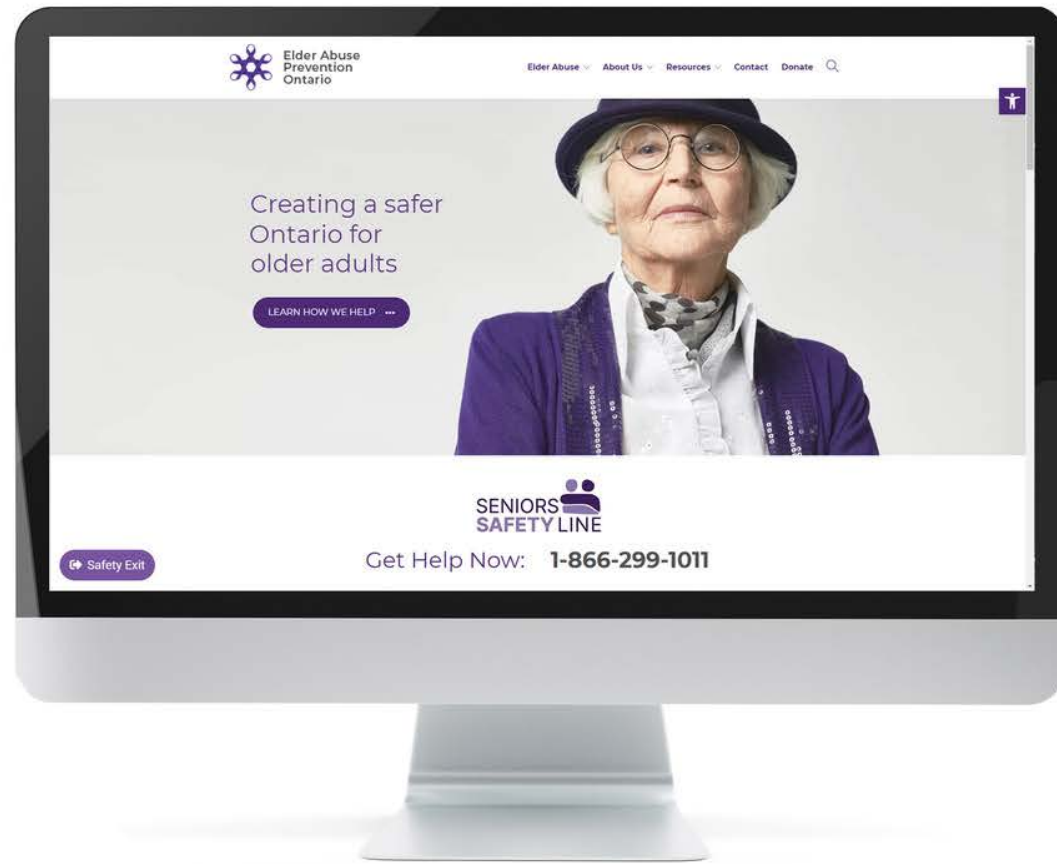 Elder Abuse
Prevention
Ontario
Elder Abuse About Us Resources Contact Donate
Creating a safer
Ontario for
older adults
LEARN HOW WE HELP
SENIORS
SAFETY LINE
Safety Exit
Get Help Now: 1-866-299-1011